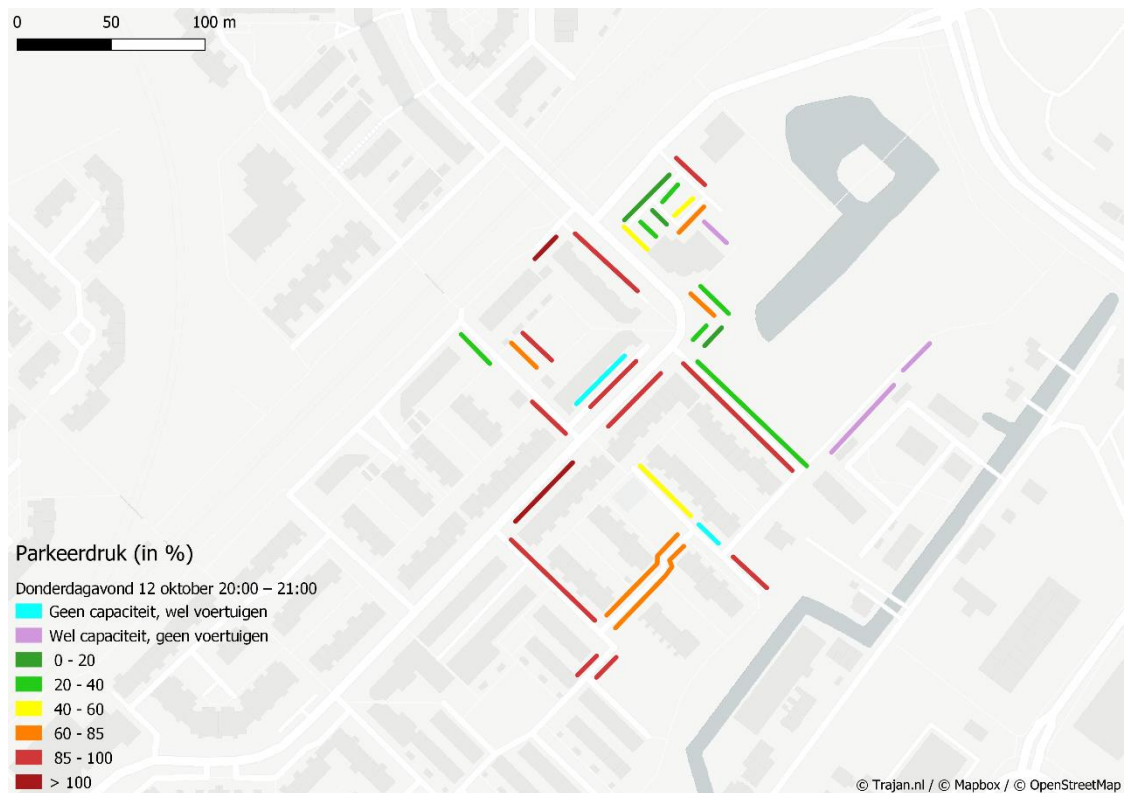 0 50 100 m
Parkeerdruk (in %)
Donderdagavond 12 oktober 20:00 – 21:00
Geen capaciteit, wel voertuigen
Wel capaciteit, geen voertuigen
0 - 20
20 - 40
40 - 60
60 - 85
85 - 100
> 100
© Trajan.nl / © Mapbox / © OpenStreetMap